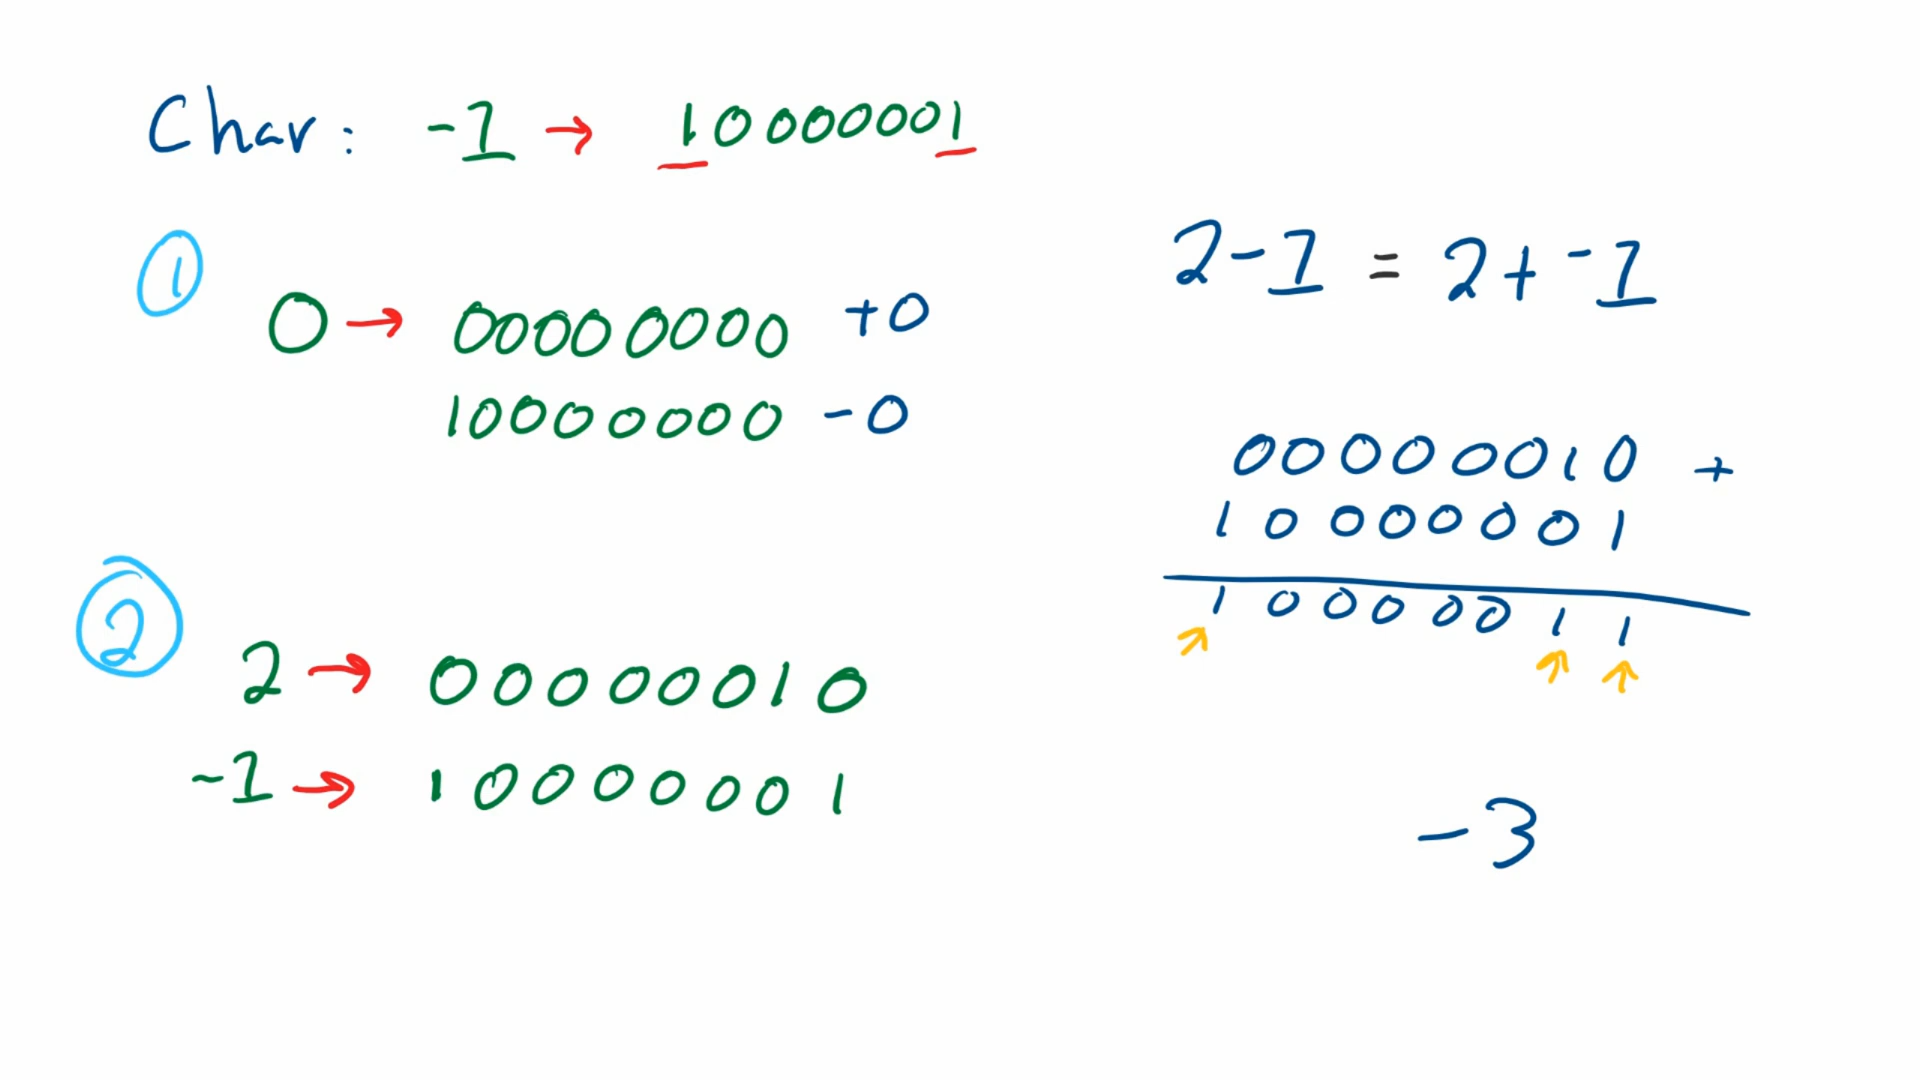 Char: -1 → 10000001
①
0 → 00000000 +0
10000000 -0
②
2 → 00000010
-1 → 10000001
2-1 = 2+ -1
00000010 +
10000001
10000011
-3